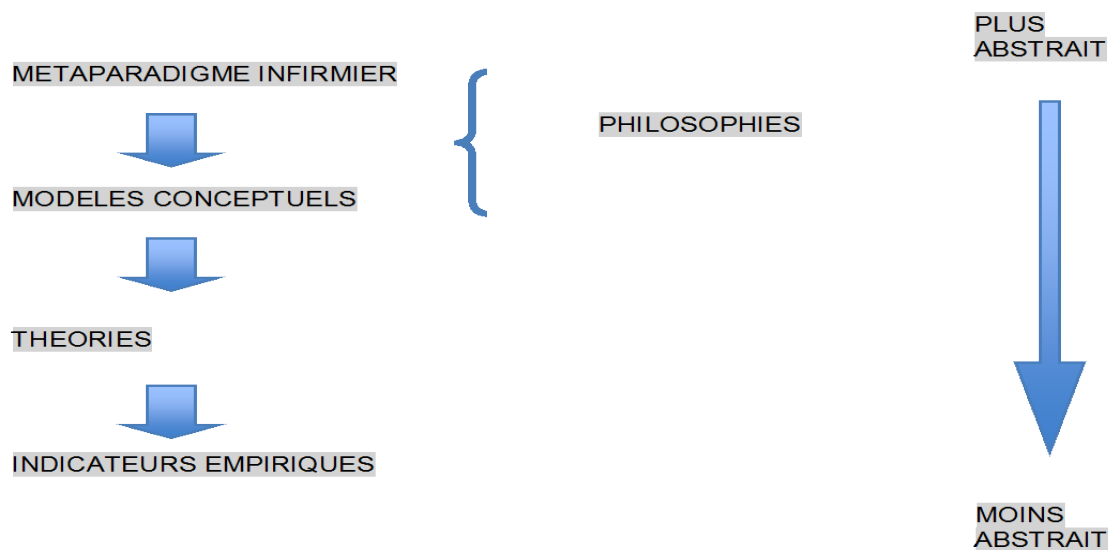 PLUS
ABSTRAIT
METAPARADIGME INFIRMIER
PHILOSOPHIES
MODELES CONCEPTUELS
THEORIES
INDICATEURS EMPIRIQUES
MOINS
ABSTRAIT